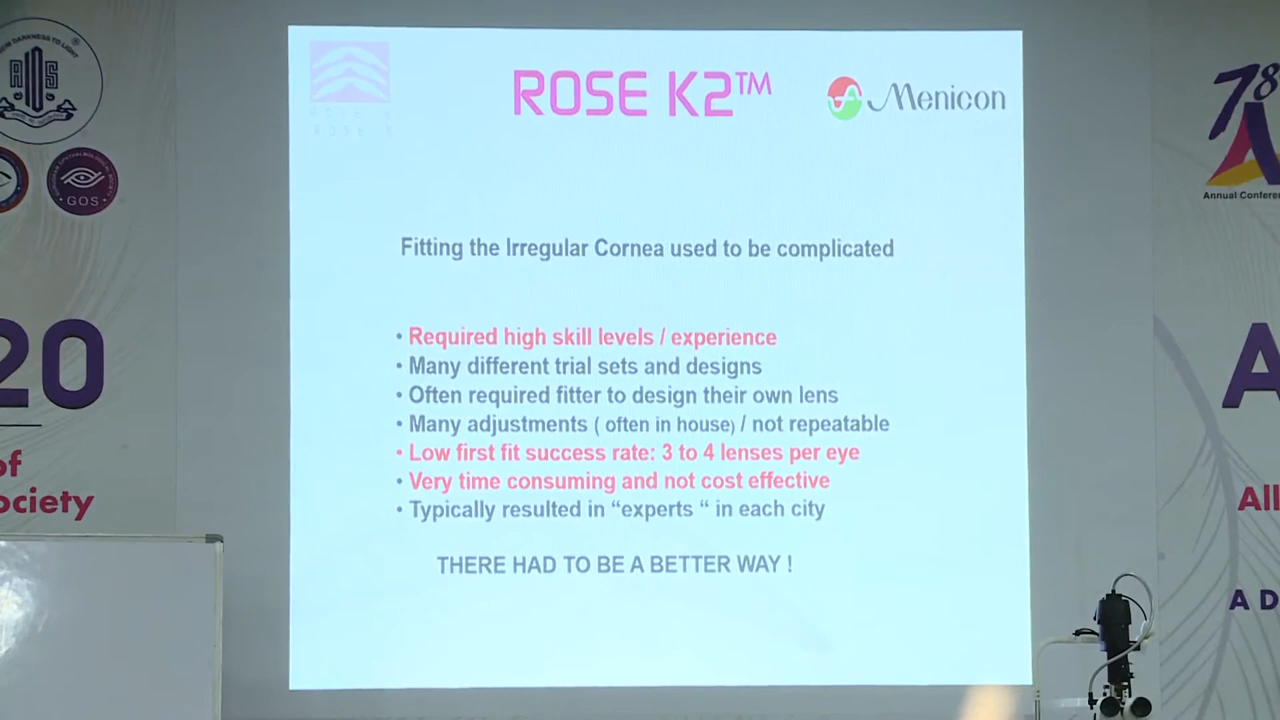 ROSE K2™
Menicon
Fitting the Irregular Cornea used to be complicated
• Required high skill levels / experience
• Many different trial sets and designs
• Often required fitter to design their own lens
• Many adjustments ( often in house) / not repeatable
• Low first fit success rate: 3 to 4 lenses per eye
• Very time consuming and not cost effective
• Typically resulted in “experts “ in each city
THERE HAD TO BE A BETTER WAY !
AIOS
GOS
20
of
ociety
78
Annual Confere
A
All
A D